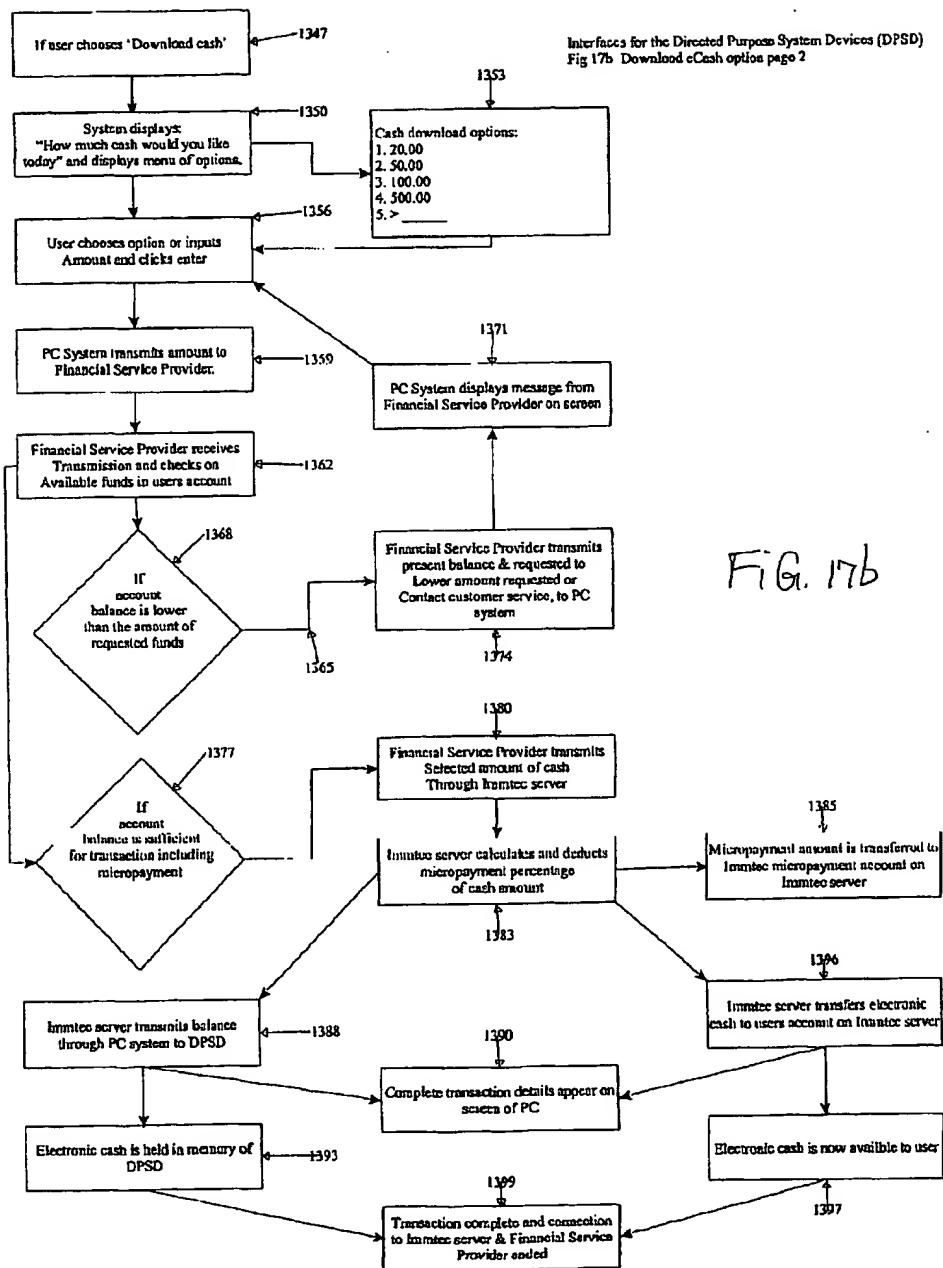 Interfaces for the Directed Purpose System Devices (DPSD)
Fig 17b Download eCash option page 2
If user chooses 'Download cash'
1347
1350
System displays:
"How much cash would you like
today" and displays menu of options.
1353
Cash download options:
1. 20.00
2. 50.00
3. 100.00
4. 500.00
5. > ______
1356
User chooses option or inputs
Amount and clicks enter
PC System transmits amount to
Financial Service Provider.
1359
1371
PC System displays message from
Financial Service Provider on screen
Financial Service Provider receives
Transmission and checks on
Available funds in users account
1362
1368
If
account
balance is lower
than the amount of
requested funds
1365
Financial Service Provider transmits
present balance & requested to
Lower amount requested or
Contact customer service, to PC
system
1374
FiG. 17b
1377
If
account
balance is sufficient
for transaction including
micropayment
1380
Financial Service Provider transmits
Selected amount of cash
Through Immtec server
Immtec server calculates and deducts
micropayment percentage
of cash amount
1383
1385
Micropayment amount is transferred to
Immtec micropayment account on
Immtec server
Immtec server transmits balance
through PC system to DPSD
1388
1396
Immtec server transfers electronic
cash to users account on Immtec server
1390
Complete transaction details appear on
screen of PC
Electronic cash is held in memory of
DPSD
1393
Electronic cash is now availble to user
1397
1399
Transaction complete and connection
to Immtec server & Financial Service
Provider ended